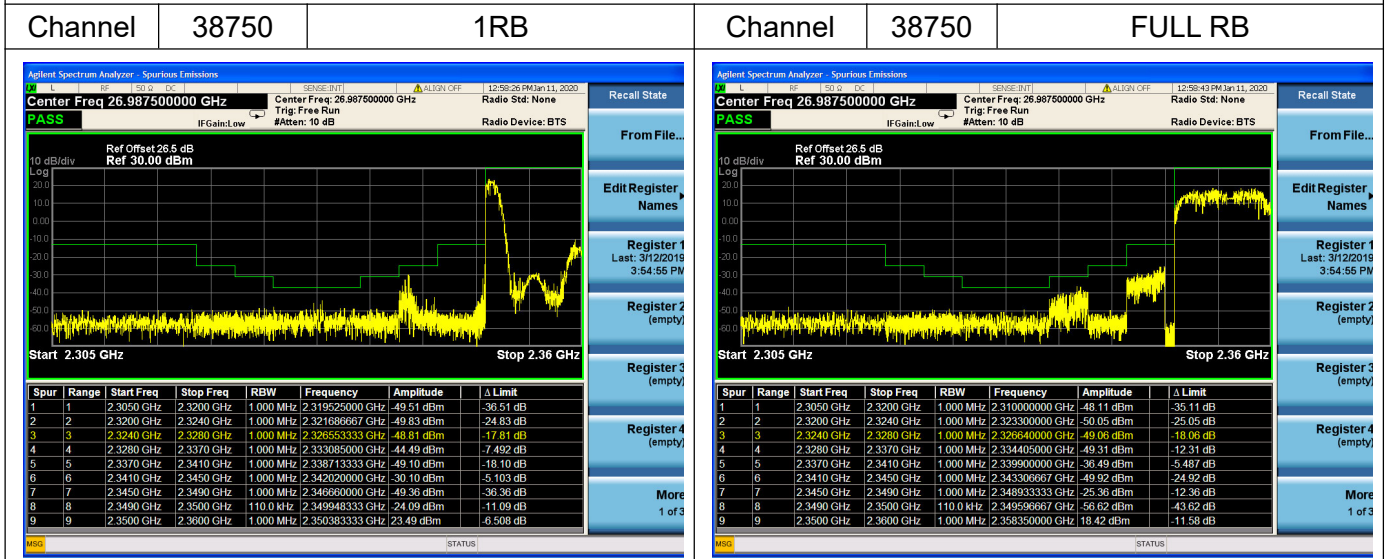 Channel 38750 1RB Channel 38750 FULL RB
Agilent Spectrum Analyzer - Spurious Emissions
L RF 50 Ω DC SENSE:INT ALIGN OFF 12:58:26 PM Jan 11, 2020
Center Freq 26.987500000 GHz
Center Freq: 26.987500000 GHz
Radio Std: None
Trig: Free Run
PASS
IFGain:Low
#Atten: 10 dB
Radio Device: BTS
Ref Offset 26.5 dB
10 dB/div Ref 30.00 dBm
Log
20.0
10.0
0.00
-10.0
-20.0
-30.0
-40.0
-50.0
-60.0
Start 2.305 GHz Stop 2.36 GHz
Spur Range Start Freq Stop Freq RBW Frequency Amplitude Δ Limit
1 1 2.3050 GHz 2.3200 GHz 1.000 MHz 2.319525000 GHz -49.51 dBm -36.51 dB
2 2 2.3200 GHz 2.3240 GHz 1.000 MHz 2.321686667 GHz -49.83 dBm -24.83 dB
3 3 2.3240 GHz 2.3280 GHz 1.000 MHz 2.326553333 GHz -48.81 dBm -17.81 dB
4 4 2.3280 GHz 2.3370 GHz 1.000 MHz 2.333085000 GHz -44.49 dBm -7.492 dB
5 5 2.3370 GHz 2.3410 GHz 1.000 MHz 2.338713333 GHz -49.10 dBm -18.10 dB
6 6 2.3410 GHz 2.3450 GHz 1.000 MHz 2.342020000 GHz -30.10 dBm -5.103 dB
7 7 2.3450 GHz 2.3490 GHz 1.000 MHz 2.346660000 GHz -49.36 dBm -36.36 dB
8 8 2.3490 GHz 2.3500 GHz 110.0 kHz 2.349948333 GHz -24.09 dBm -11.09 dB
9 9 2.3500 GHz 2.3600 GHz 1.000 MHz 2.350383333 GHz 23.49 dBm -6.508 dB
MSG STATUS
Recall State
From File...
Edit Register
Names
Register 1
Last: 3/12/2019
3:54:55 PM
Register 2
(empty)
Register 3
(empty)
Register 4
(empty)
More
1 of 3
Agilent Spectrum Analyzer - Spurious Emissions
L RF 50 Ω DC SENSE:INT ALIGN OFF 12:58:43 PM Jan 11, 2020
Center Freq 26.987500000 GHz
Center Freq: 26.987500000 GHz
Radio Std: None
Trig: Free Run
PASS
IFGain:Low
#Atten: 10 dB
Radio Device: BTS
Ref Offset 26.5 dB
10 dB/div Ref 30.00 dBm
Log
20.0
10.0
0.00
-10.0
-20.0
-30.0
-40.0
-50.0
-60.0
Start 2.305 GHz Stop 2.36 GHz
Spur Range Start Freq Stop Freq RBW Frequency Amplitude Δ Limit
1 1 2.3050 GHz 2.3200 GHz 1.000 MHz 2.310000000 GHz -48.11 dBm -35.11 dB
2 2 2.3200 GHz 2.3240 GHz 1.000 MHz 2.323300000 GHz -50.05 dBm -25.05 dB
3 3 2.3240 GHz 2.3280 GHz 1.000 MHz 2.326640000 GHz -49.06 dBm -18.06 dB
4 4 2.3280 GHz 2.3370 GHz 1.000 MHz 2.334405000 GHz -49.31 dBm -12.31 dB
5 5 2.3370 GHz 2.3410 GHz 1.000 MHz 2.339900000 GHz -36.49 dBm -5.487 dB
6 6 2.3410 GHz 2.3450 GHz 1.000 MHz 2.343306667 GHz -49.92 dBm -24.92 dB
7 7 2.3450 GHz 2.3490 GHz 1.000 MHz 2.348933333 GHz -25.36 dBm -12.36 dB
8 8 2.3490 GHz 2.3500 GHz 110.0 kHz 2.349596667 GHz -56.62 dBm -43.62 dB
9 9 2.3500 GHz 2.3600 GHz 1.000 MHz 2.358350000 GHz 18.42 dBm -11.58 dB
MSG STATUS
Recall State
From File...
Edit Register
Names
Register 1
Last: 3/12/2019
3:54:55 PM
Register 2
(empty)
Register 3
(empty)
Register 4
(empty)
More
1 of 3